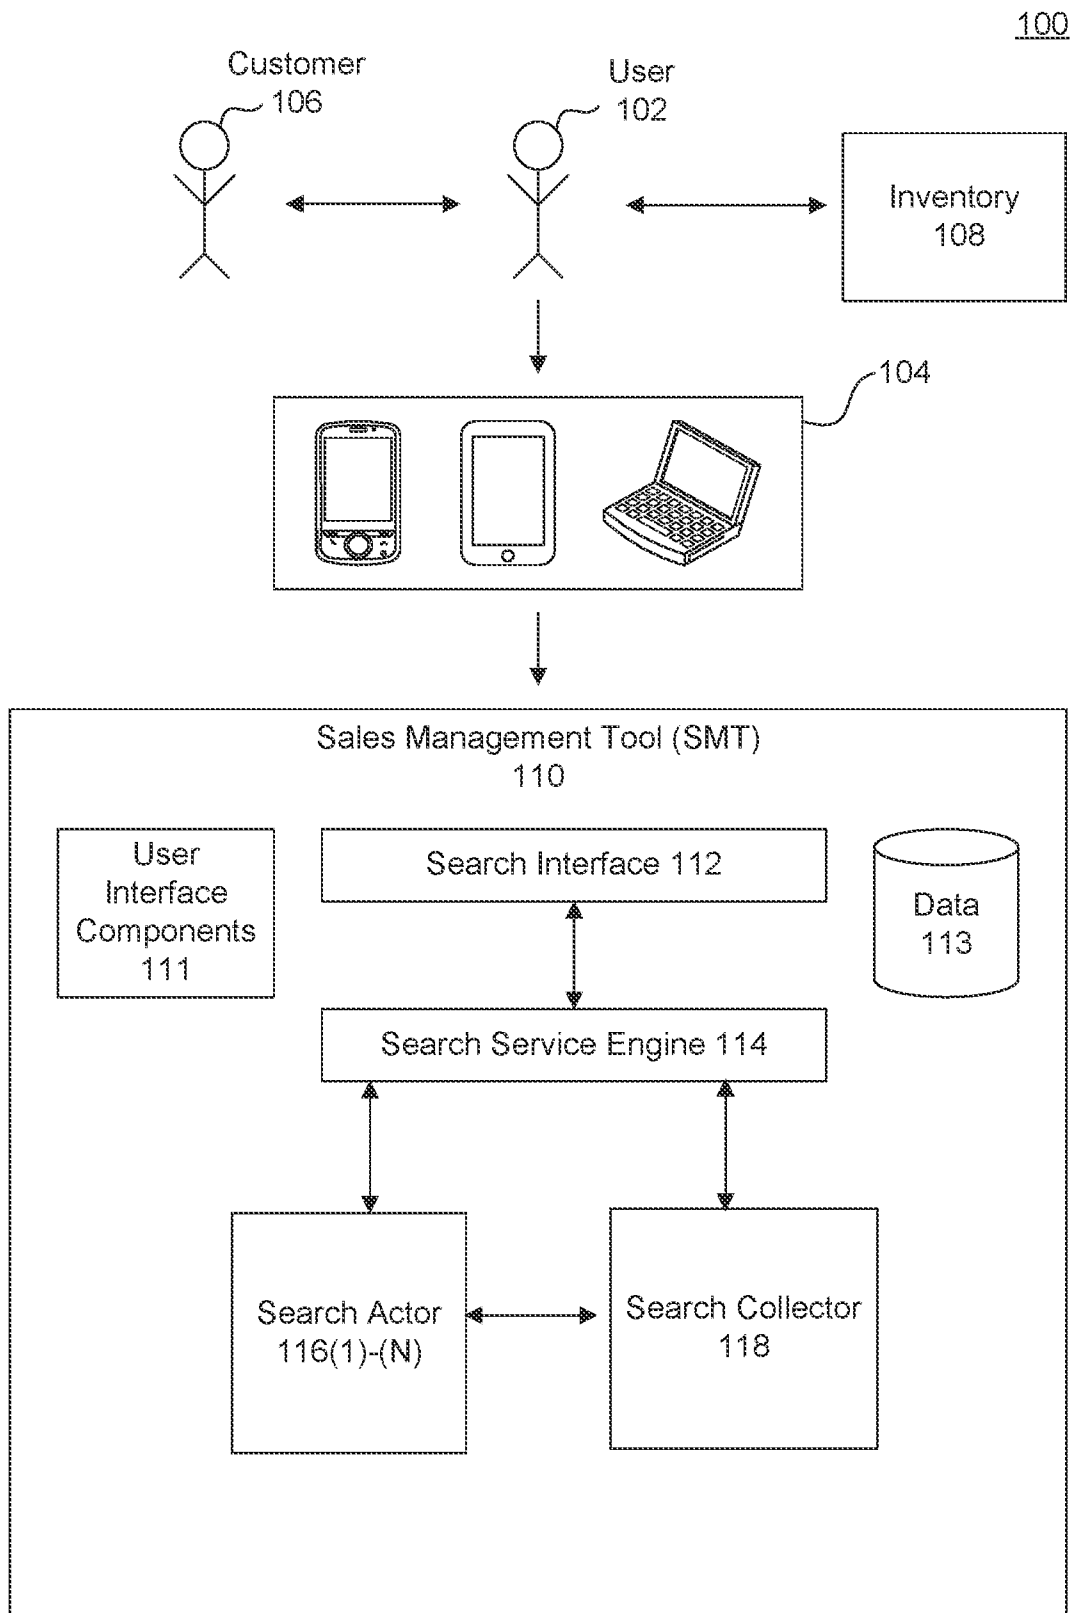 100
Customer
106
User
102
Inventory
108
104
Sales Management Tool (SMT)
110
User
Interface
Components
111
Search Interface 112
Data
113
Search Service Engine 114
Search Actor
116(1)-(N)
Search Collector
118